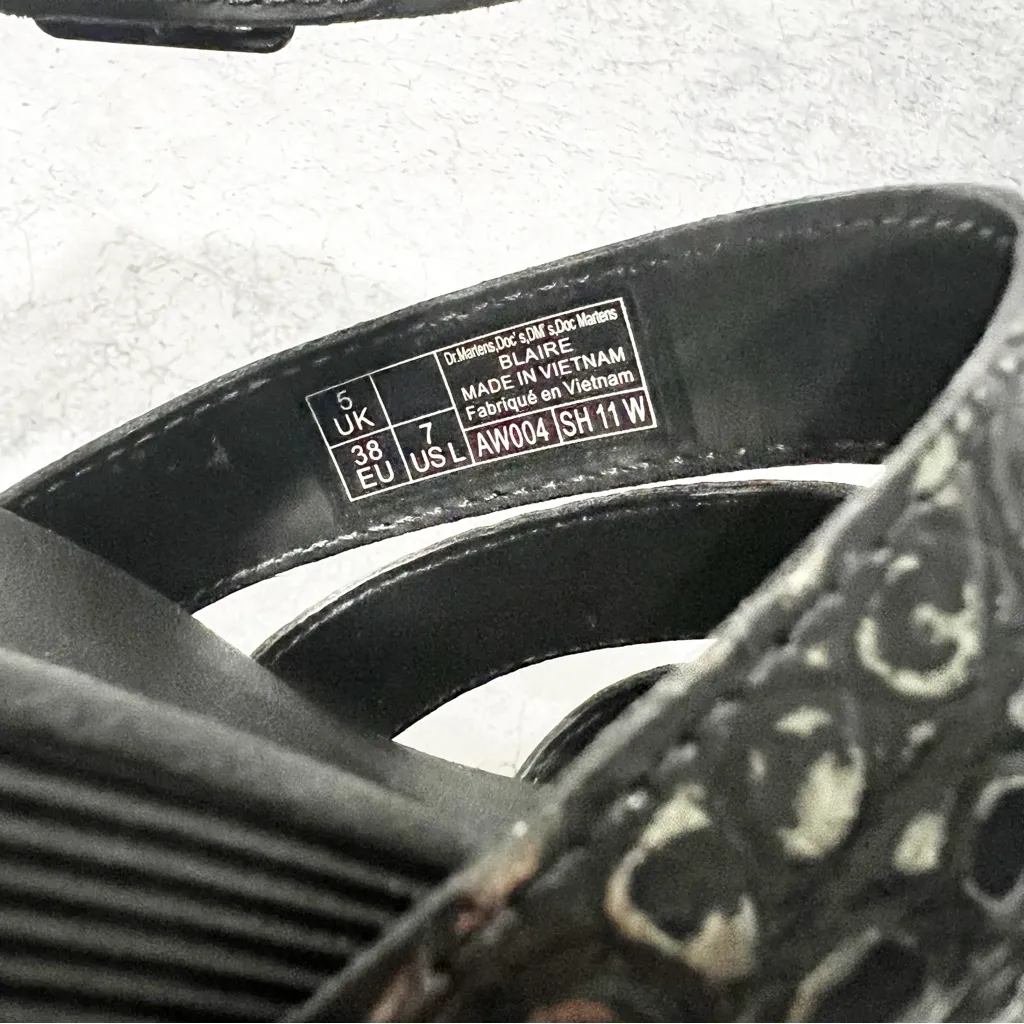 5
UK
38
EU
7
US L
Dr.Martens,Doc's,DM's,Doc Martens
BLAIRE
MADE IN VIETNAM
Fabriqué en Vietnam
AW004
SH 11 W